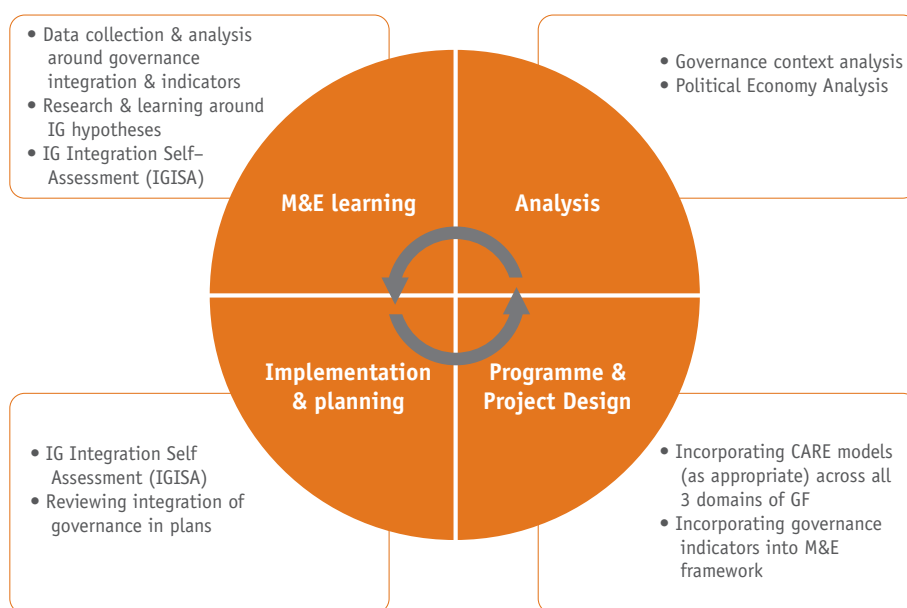 • Data collection & analysis
around governance
integration & indicators
• Research & learning around
IG hypotheses
• IG Integration Self–
Assessment (IGISA)
• Governance context analysis
• Political Economy Analysis
M&E learning
Analysis
Implementation
& planning
Programme &
Project Design
• IG Integration Self
Assessment (IGISA)
• Reviewing integration of
governance in plans
• Incorporating CARE models
(as appropriate) across all
3 domains of GF
• Incorporating governance
indicators into M&E
framework